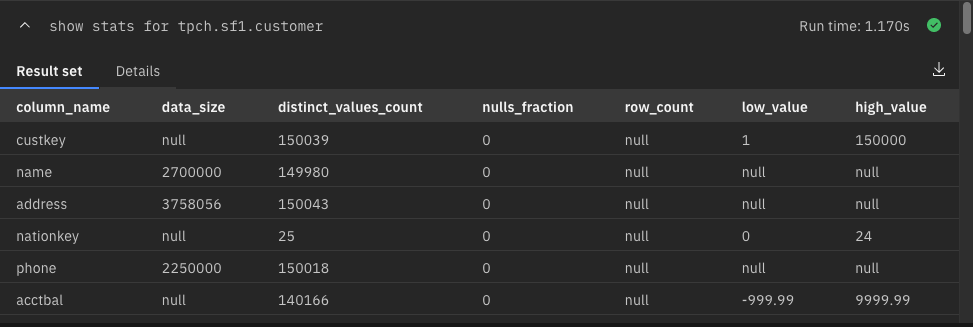 show stats for tpch.sf1.customer Run time: 1.170s
Result set Details
column_name data_size distinct_values_count nulls_fraction row_count low_value high_value
custkey null 150039 0 null 1 150000
name 2700000 149980 0 null null null
address 3758056 150043 0 null null null
nationkey null 25 0 null 0 24
phone 2250000 150018 0 null null null
acctbal null 140166 0 null -999.99 9999.99